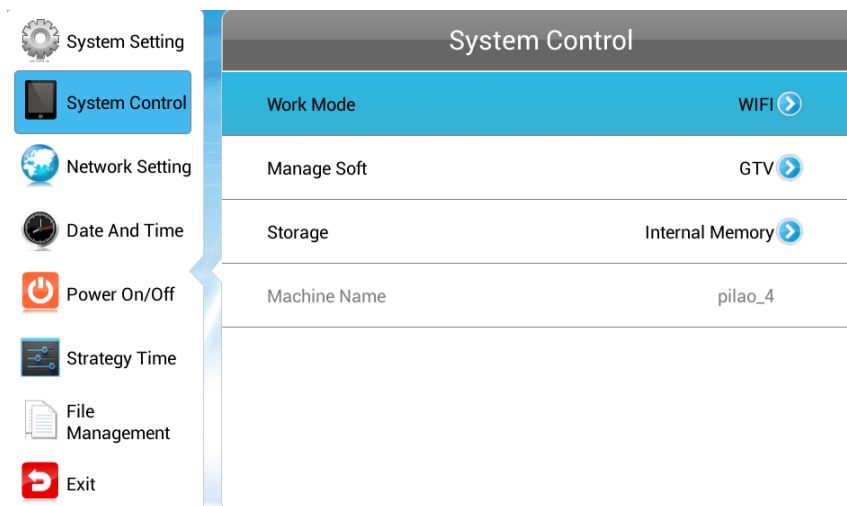 System Setting
System Control
Network Setting
Date And Time
Power On/Off
Strategy Time
File
Management
Exit
System Control
Work Mode WIFI
Manage Soft GTV
Storage Internal Memory
Machine Name pilao_4